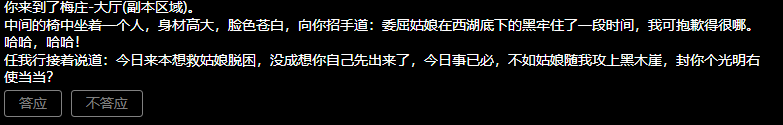 你来到了梅庄-大厅(副本区域)。
中间的椅中坐着一个人，身材高大，脸色苍白，向你招手道：委屈姑娘在西湖底下的黑牢住了一段时间，我可抱歉得很哪。
哈哈，哈哈！
任我行接着说道：今日来本想救姑娘脱困，没成想你自己先出来了，今日事已必，不如姑娘随我攻上黑木崖，封你个光明右
使当当？
答应 不答应